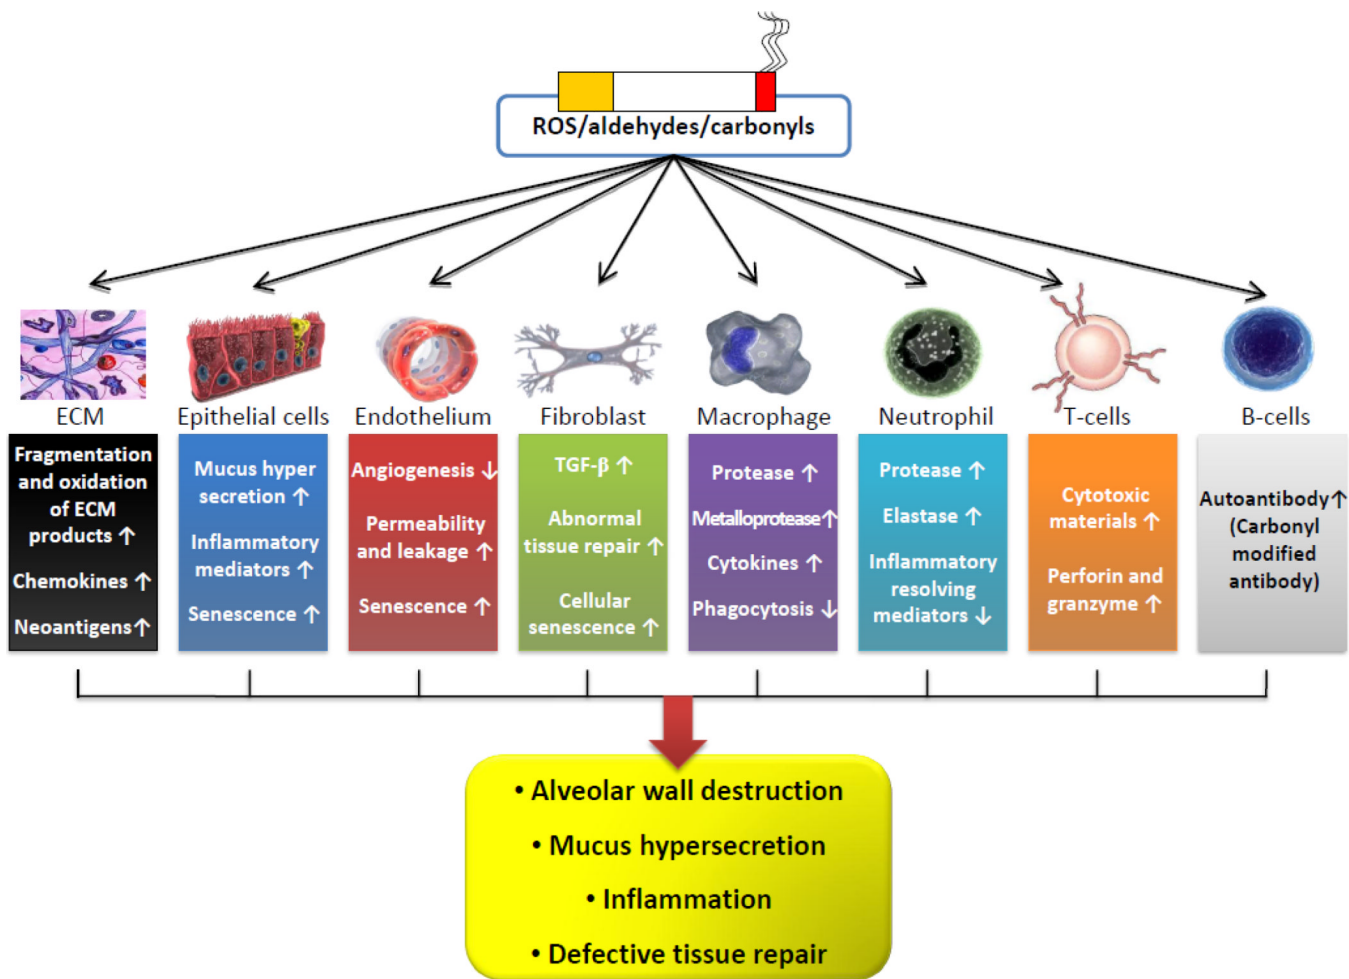 ROS/aldehydes/carbonyls
ECM
Fragmentation
and oxidation
of ECM
products ↑
Chemokines ↑
Neoantigens↑
Epithelial cells
Mucus hyper
secretion ↑
Inflammatory
mediators ↑
Senescence ↑
Endothelium
Angiogenesis ↓
Permeability
and leakage ↑
Senescence ↑
Fibroblast
TGF-β ↑
Abnormal
tissue repair ↑
Cellular
senescence ↑
Macrophage
Protease ↑
Metalloprotease↑
Cytokines ↑
Phagocytosis ↓
Neutrophil
Protease ↑
Elastase ↑
Inflammatory
resolving
mediators ↓
T-cells
Cytotoxic
materials ↑
Perforin and
granzyme ↑
B-cells
Autoantibody↑
(Carbonyl
modified
antibody)
• Alveolar wall destruction
• Mucus hypersecretion
• Inflammation
• Defective tissue repair